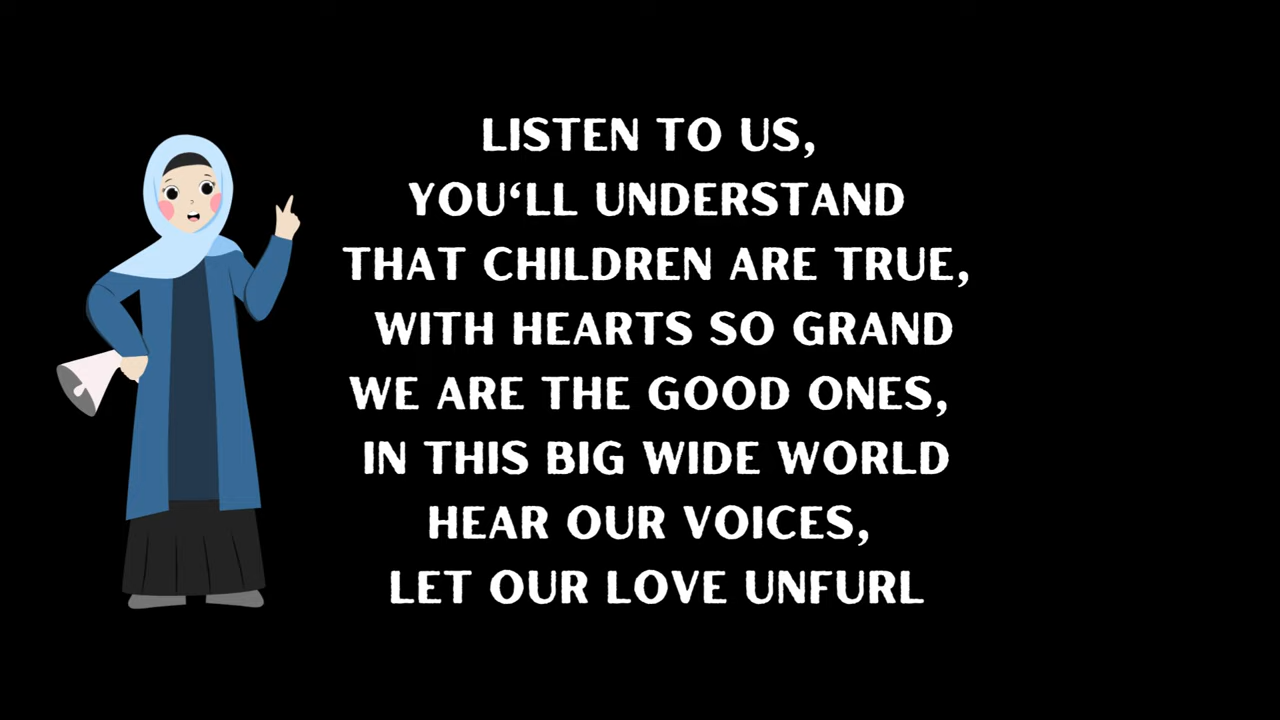 LISTEN TO US,
YOU‘LL UNDERSTAND
THAT CHILDREN ARE TRUE,
WITH HEARTS SO GRAND
WE ARE THE GOOD ONES,
IN THIS BIG WIDE WORLD
HEAR OUR VOICES,
LET OUR LOVE UNFURL